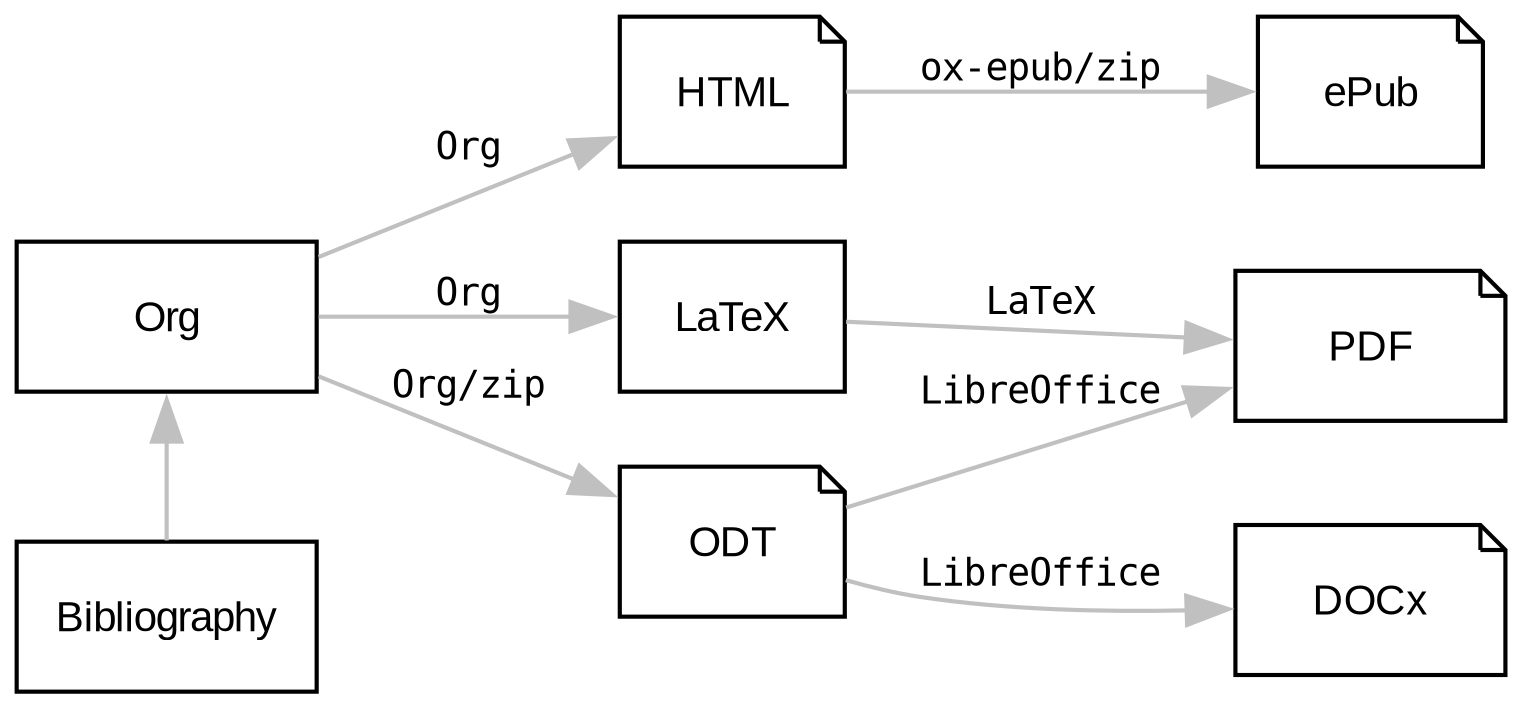 HTML
ox-epub/zip
ePub
Org
Org
Org
LaTeX
LaTeX
PDF
Org/zip
LibreOffice
ODT
LibreOffice
DOCx
Bibliography